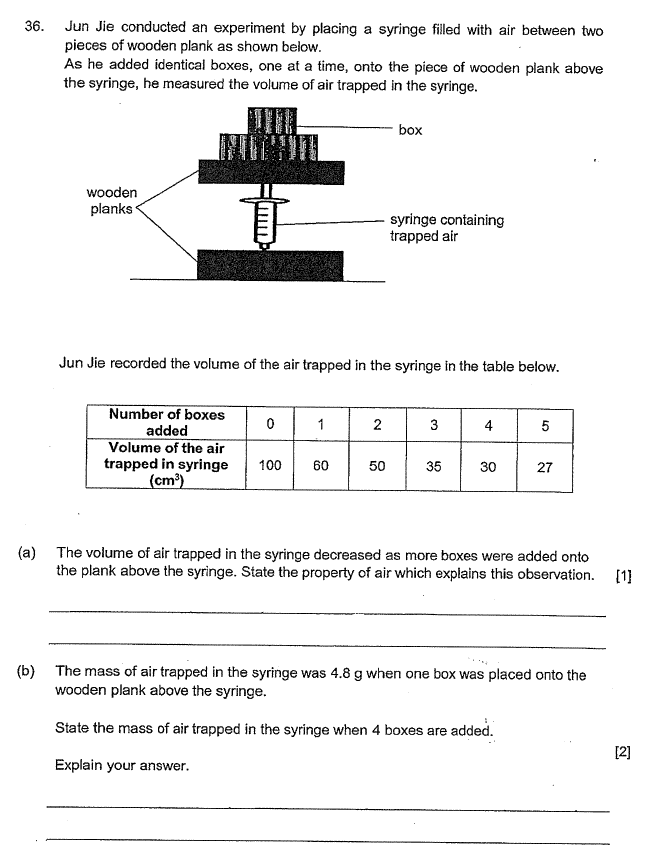 36. Jun Jie conducted an experiment by placing a syringe filled with air between two
pieces of wooden plank as shown below.
As he added identical boxes, one at a time, onto the piece of wooden plank above
the syringe, he measured the volume of air trapped in the syringe.
box
wooden
planks
syringe containing
trapped air
Jun Jie recorded the volume of the air trapped in the syringe in the table below.
Number of boxes
added
0 1 2 3 4 5
Volume of the air
trapped in syringe
(cm³)
100 60 50 35 30 27
(a) The volume of air trapped in the syringe decreased as more boxes were added onto
the plank above the syringe. State the property of air which explains this observation. [1]
(b) The mass of air trapped in the syringe was 4.8 g when one box was placed onto the
wooden plank above the syringe.
State the mass of air trapped in the syringe when 4 boxes are added.
[2]
Explain your answer.